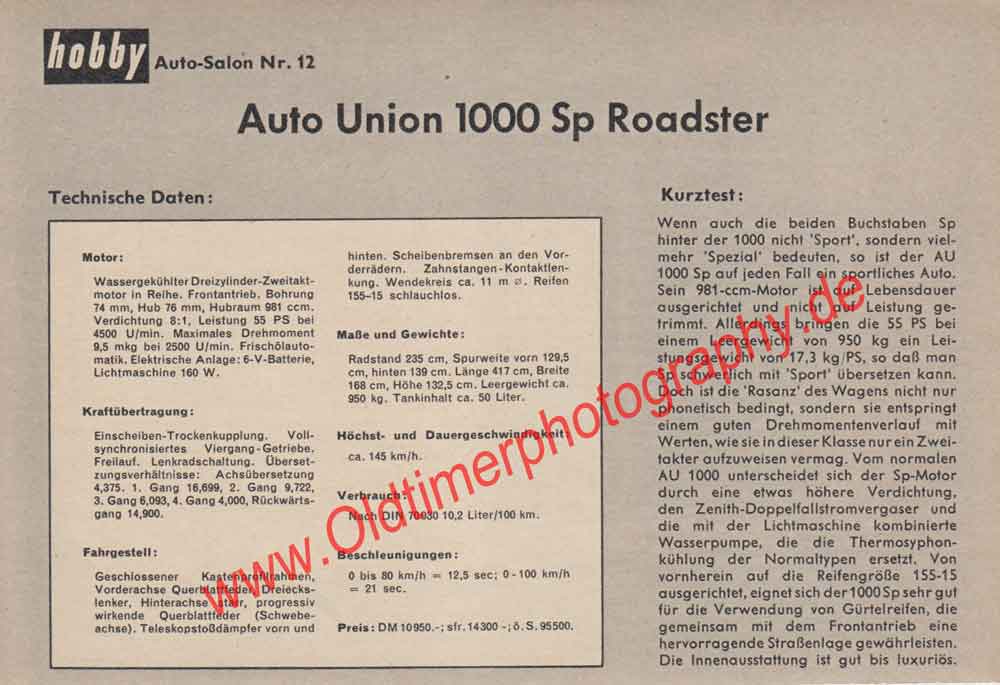 hobby Auto-Salon Nr. 12
Auto Union 1000 Sp Roadster
Technische Daten:
Motor:
Wassergekühlter Dreizylinder-Zweitakt-
motor in Reihe. Frontantrieb. Bohrung
74 mm, Hub 76 mm, Hubraum 981 ccm.
Verdichtung 8:1, Leistung 55 PS bei
4500 U/min. Maximales Drehmoment
9,5 mkg bei 2500 U/min. Frischölauto-
matik. Elektrische Anlage: 6-V-Batterie,
Lichtmaschine 160 W.
Kraftübertragung:
Einscheiben-Trockenkupplung. Voll-
synchronisiertes Viergang-Getriebe.
Freilauf. Lenkradschaltung. Überset-
zungsverhältnisse: Achsübersetzung
4,375. 1. Gang 16,699, 2. Gang 9,722,
3. Gang 6,093, 4. Gang 4,000, Rückwärts-
gang 14,900.
Fahrgestell:
Geschlossener Kastenprofilrahmen,
Vorderachse Querblattfeder, Dreiecks-
lenker, Hinterachse starr, progressiv
wirkende Querblattfeder (Schwebe-
achse). Teleskopstoßdämpfer vorn und
hinten. Scheibenbremsen an den Vor-
derrädern. Zahnstangen-Kontaktlen-
kung. Wendekreis ca. 11 m ⌀. Reifen
155-15 schlauchlos.
Maße und Gewichte:
Radstand 235 cm, Spurweite vorn 129,5
cm, hinten 139 cm. Länge 417 cm, Breite
168 cm, Höhe 132,5 cm. Leergewicht ca.
950 kg. Tankinhalt ca. 50 Liter.
Höchst- und Dauergeschwindigkeit:
ca. 145 km/h.
Verbrauch:
Nach DIN 70030 10,2 Liter/100 km.
Beschleunigungen:
0 bis 80 km/h = 12,5 sec; 0-100 km/h
= 21 sec.
Preis: DM 10950.-; sfr. 14300 -; ö. S. 95500.
Kurztest:
Wenn auch die beiden Buchstaben Sp
hinter der 1000 nicht 'Sport', sondern viel-
mehr 'Spezial' bedeuten, so ist der AU
1000 Sp auf jeden Fall ein sportliches Auto.
Sein 981-ccm-Motor ist auf Lebensdauer
ausgerichtet und nicht auf Leistung ge-
trimmt. Allerdings bringen die 55 PS bei
einem Leergewicht von 950 kg ein Lei-
stungsgewicht von 17,3 kg/PS, so daß man
Sp schwerlich mit 'Sport' übersetzen kann.
Doch ist die 'Rasanz' des Wagens nicht nur
phonetisch bedingt, sondern sie entspringt
einem guten Drehmomentenverlauf mit
Werten, wie sie in dieser Klasse nur ein Zwei-
takter aufzuweisen vermag. Vom normalen
AU 1000 unterscheidet sich der Sp-Motor
durch eine etwas höhere Verdichtung,
den Zenith-Doppelfallstromvergaser und
die mit der Lichtmaschine kombinierte
Wasserpumpe, die die Thermosyphon-
kühlung der Normaltypen ersetzt. Von
vornherein auf die Reifengröße 155-15
ausgerichtet, eignet sich der 1000 Sp sehr gut
für die Verwendung von Gürtelreifen, die
gemeinsam mit dem Frontantrieb eine
hervorragende Straßenlage gewährleisten.
Die Innenausstattung ist gut bis luxuriös.
www.Oldtimerphotography.de